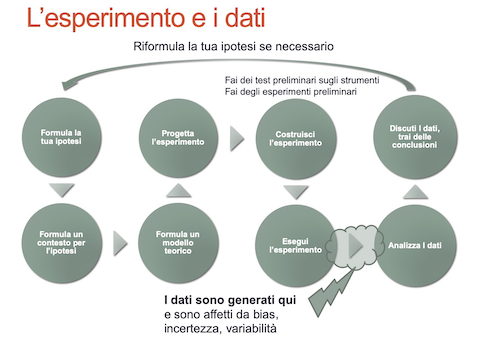 L'esperimento e i dati
Riformula la tua ipotesi se necessario
Fai dei test preliminari sugli strumenti
Fai degli esperimenti preliminari
Formula la
tua ipotesi
Progetta
l'esperimento
Costruisci
l'esperimento
Discuti I dati,
trai delle
conclusioni
Formula un
contesto per
l'ipotesi
Formula un
modello
teorico
Esegui
l'esperimento
Analizza I dati
I dati sono generati qui
e sono affetti da bias,
incertezza, variabilità